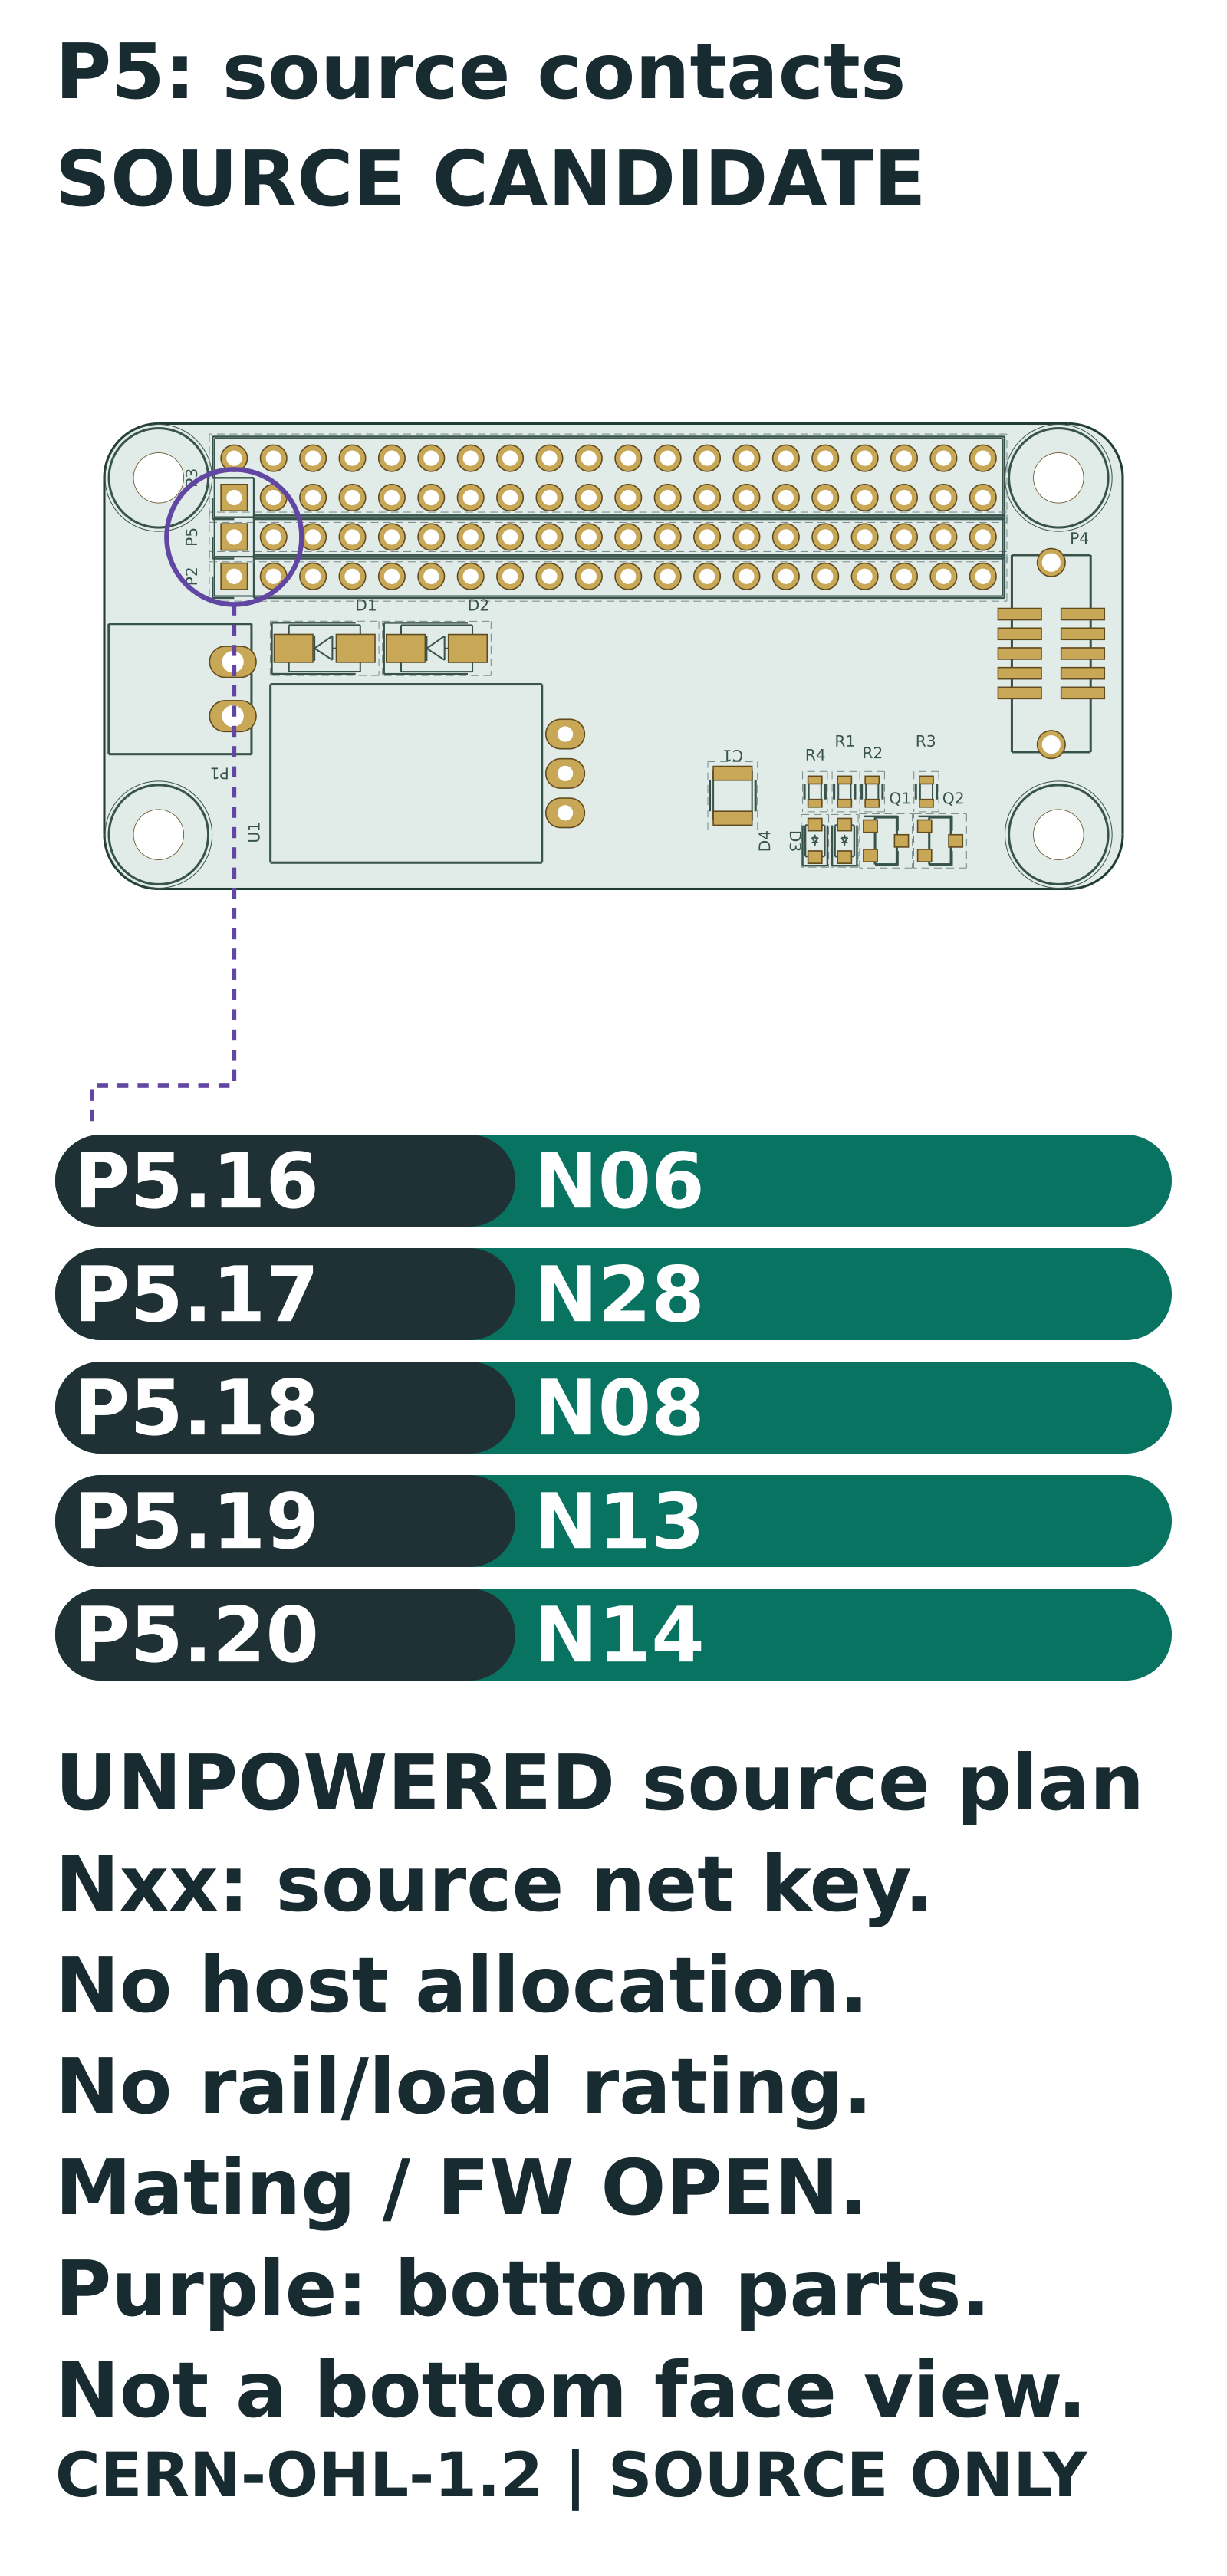 P5: source contacts
SOURCE CANDIDATE
P3
P5
P2
P4
D1 D2
P1
U1
C1
R4 R1 R2 R3
Q1 Q2
D4 D3
P5.16 N06
P5.17 N28
P5.18 N08
P5.19 N13
P5.20 N14
UNPOWERED source plan
Nxx: source net key.
No host allocation.
No rail/load rating.
Mating / FW OPEN.
Purple: bottom parts.
Not a bottom face view.
CERN-OHL-1.2 | SOURCE ONLY